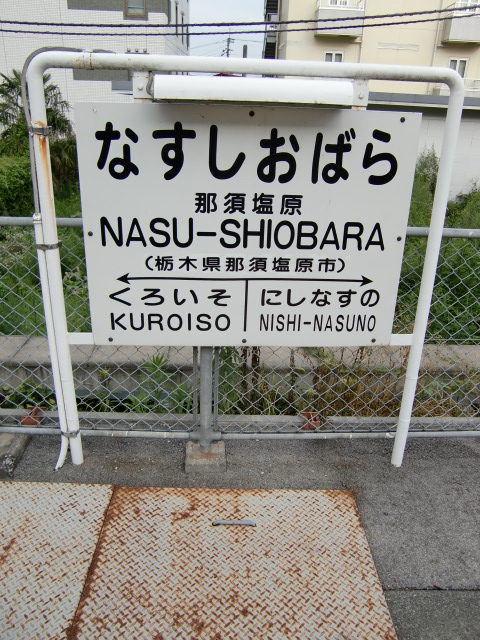 なすしおばら
那須塩原
NASU-SHIOBARA
(栃木県那須塩原市)
くろいそ にしなすの
KUROISO NISHI-NASUNO